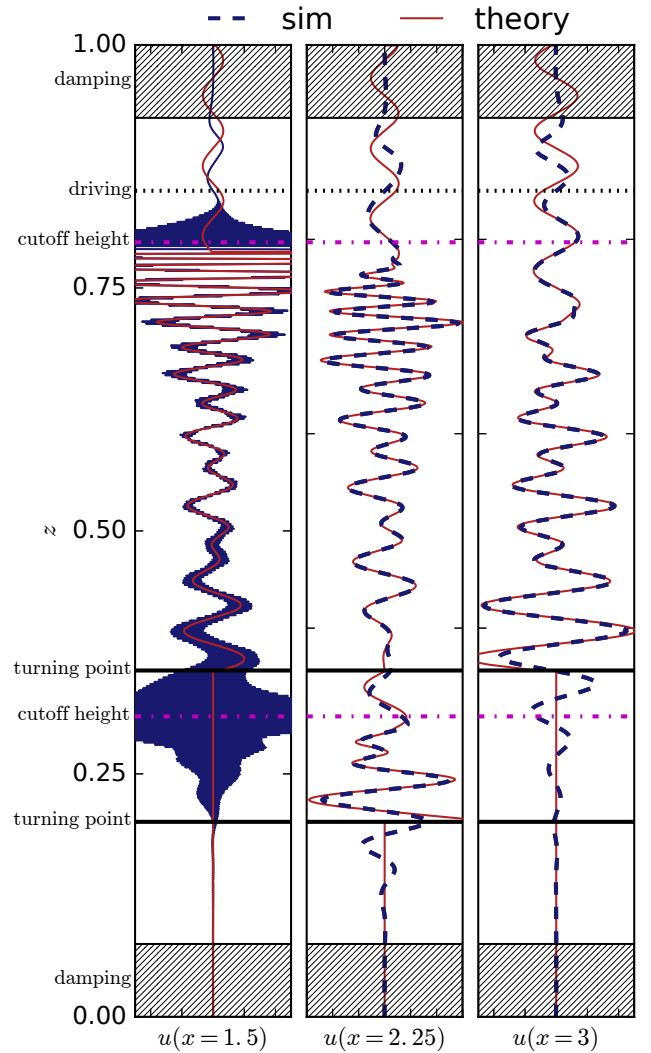 sim theory
1.00
damping
driving
cutoff height
0.75
z 0.50
turning point
cutoff height
0.25
turning point
damping
0.00
u(x = 1.5) u(x = 2.25) u(x = 3)